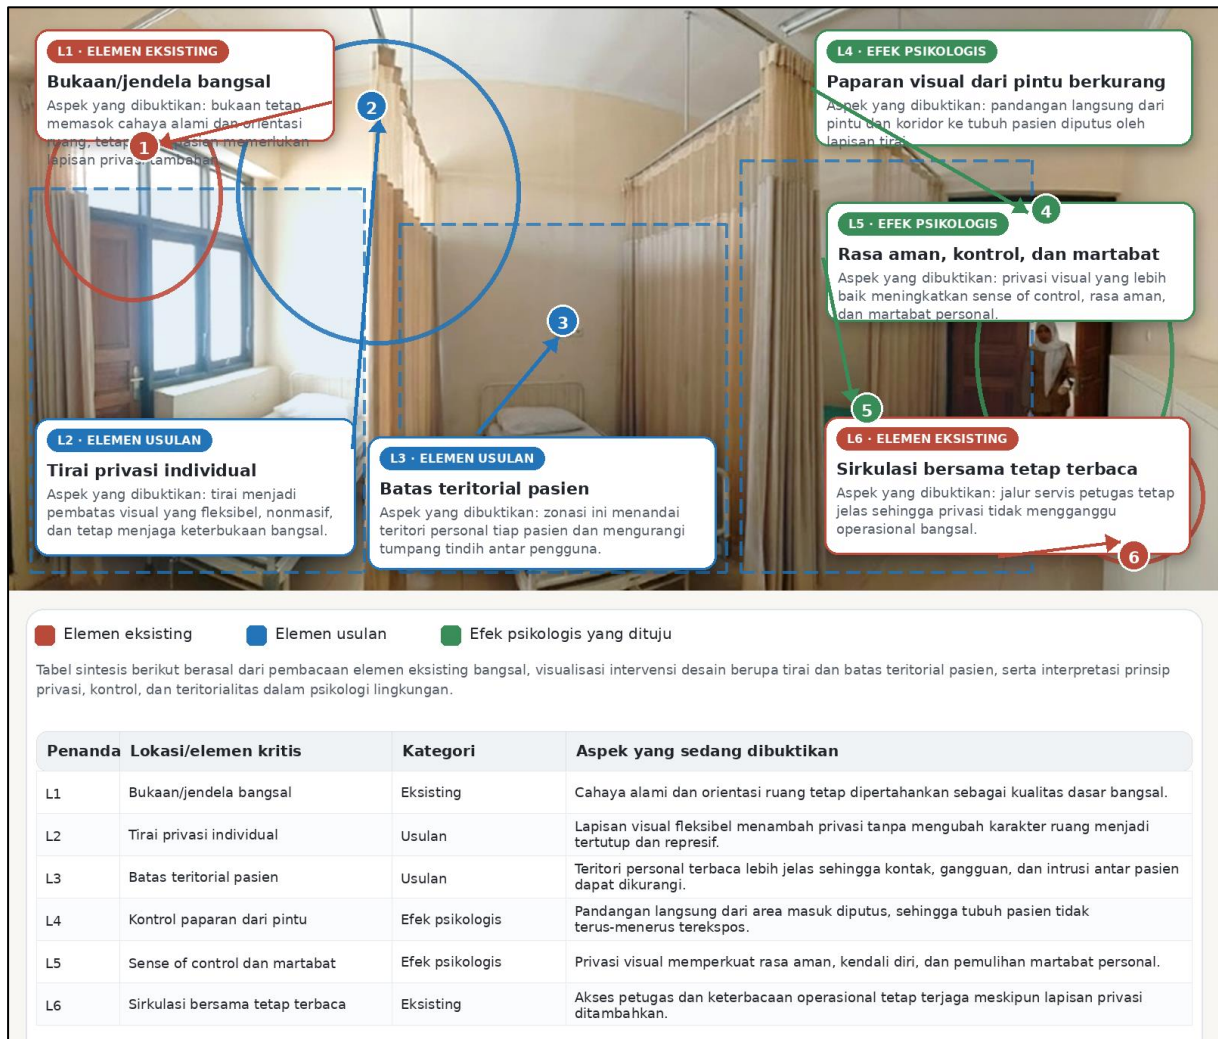 L1 · ELEMEN EKSISTING
Bukaan/jendela bangsal
Aspek yang dibuktikan: bukaan tetap
memasok cahaya alami dan orientasi
ruang, tetap pasien memerlukan
lapisan privasi tambahan.
1
2
L4 · EFEK PSIKOLOGIS
Paparan visual dari pintu berkurang
Aspek yang dibuktikan: pandangan langsung dari
pintu dan koridor ke tubuh pasien diputus oleh
lapisan tirai.
4
L5 · EFEK PSIKOLOGIS
Rasa aman, kontrol, dan martabat
Aspek yang dibuktikan: privasi visual yang lebih
baik meningkatkan sense of control, rasa aman,
dan martabat personal.
3
5
L2 · ELEMEN USULAN
Tirai privasi individual
Aspek yang dibuktikan: tirai menjadi
pembatas visual yang fleksibel, nonmasif,
dan tetap menjaga keterbukaan bangsal.
L3 · ELEMEN USULAN
Batas teritorial pasien
Aspek yang dibuktikan: zonasi ini menandai
teritori personal tiap pasien dan mengurangi
tumpang tindih antar pengguna.
L6 · ELEMEN EKSISTING
Sirkulasi bersama tetap terbaca
Aspek yang dibuktikan: jalur servis petugas tetap
jelas sehingga privasi tidak mengganggu
operasional bangsal.
6
Elemen eksisting Elemen usulan Efek psikologis yang dituju
Tabel sintesis berikut berasal dari pembacaan elemen eksisting bangsal, visualisasi intervensi desain berupa tirai dan batas teritorial pasien, serta interpretasi prinsip
privasi, kontrol, dan teritorialitas dalam psikologi lingkungan.
Penanda Lokasi/elemen kritis Kategori Aspek yang sedang dibuktikan
L1 Bukaan/jendela bangsal Eksisting Cahaya alami dan orientasi ruang tetap dipertahankan sebagai kualitas dasar bangsal.
L2 Tirai privasi individual Usulan Lapisan visual fleksibel menambah privasi tanpa mengubah karakter ruang menjadi
tertutup dan represif.
L3 Batas teritorial pasien Usulan Teritori personal terbaca lebih jelas sehingga kontak, gangguan, dan intrusi antar pasien
dapat dikurangi.
L4 Kontrol paparan dari pintu Efek psikologis Pandangan langsung dari area masuk diputus, sehingga tubuh pasien tidak
terus-menerus terekspos.
L5 Sense of control dan martabat Efek psikologis Privasi visual memperkuat rasa aman, kendali diri, dan pemulihan martabat personal.
L6 Sirkulasi bersama tetap terbaca Eksisting Akses petugas dan keterbacaan operasional tetap terjaga meskipun lapisan privasi
ditambahkan.